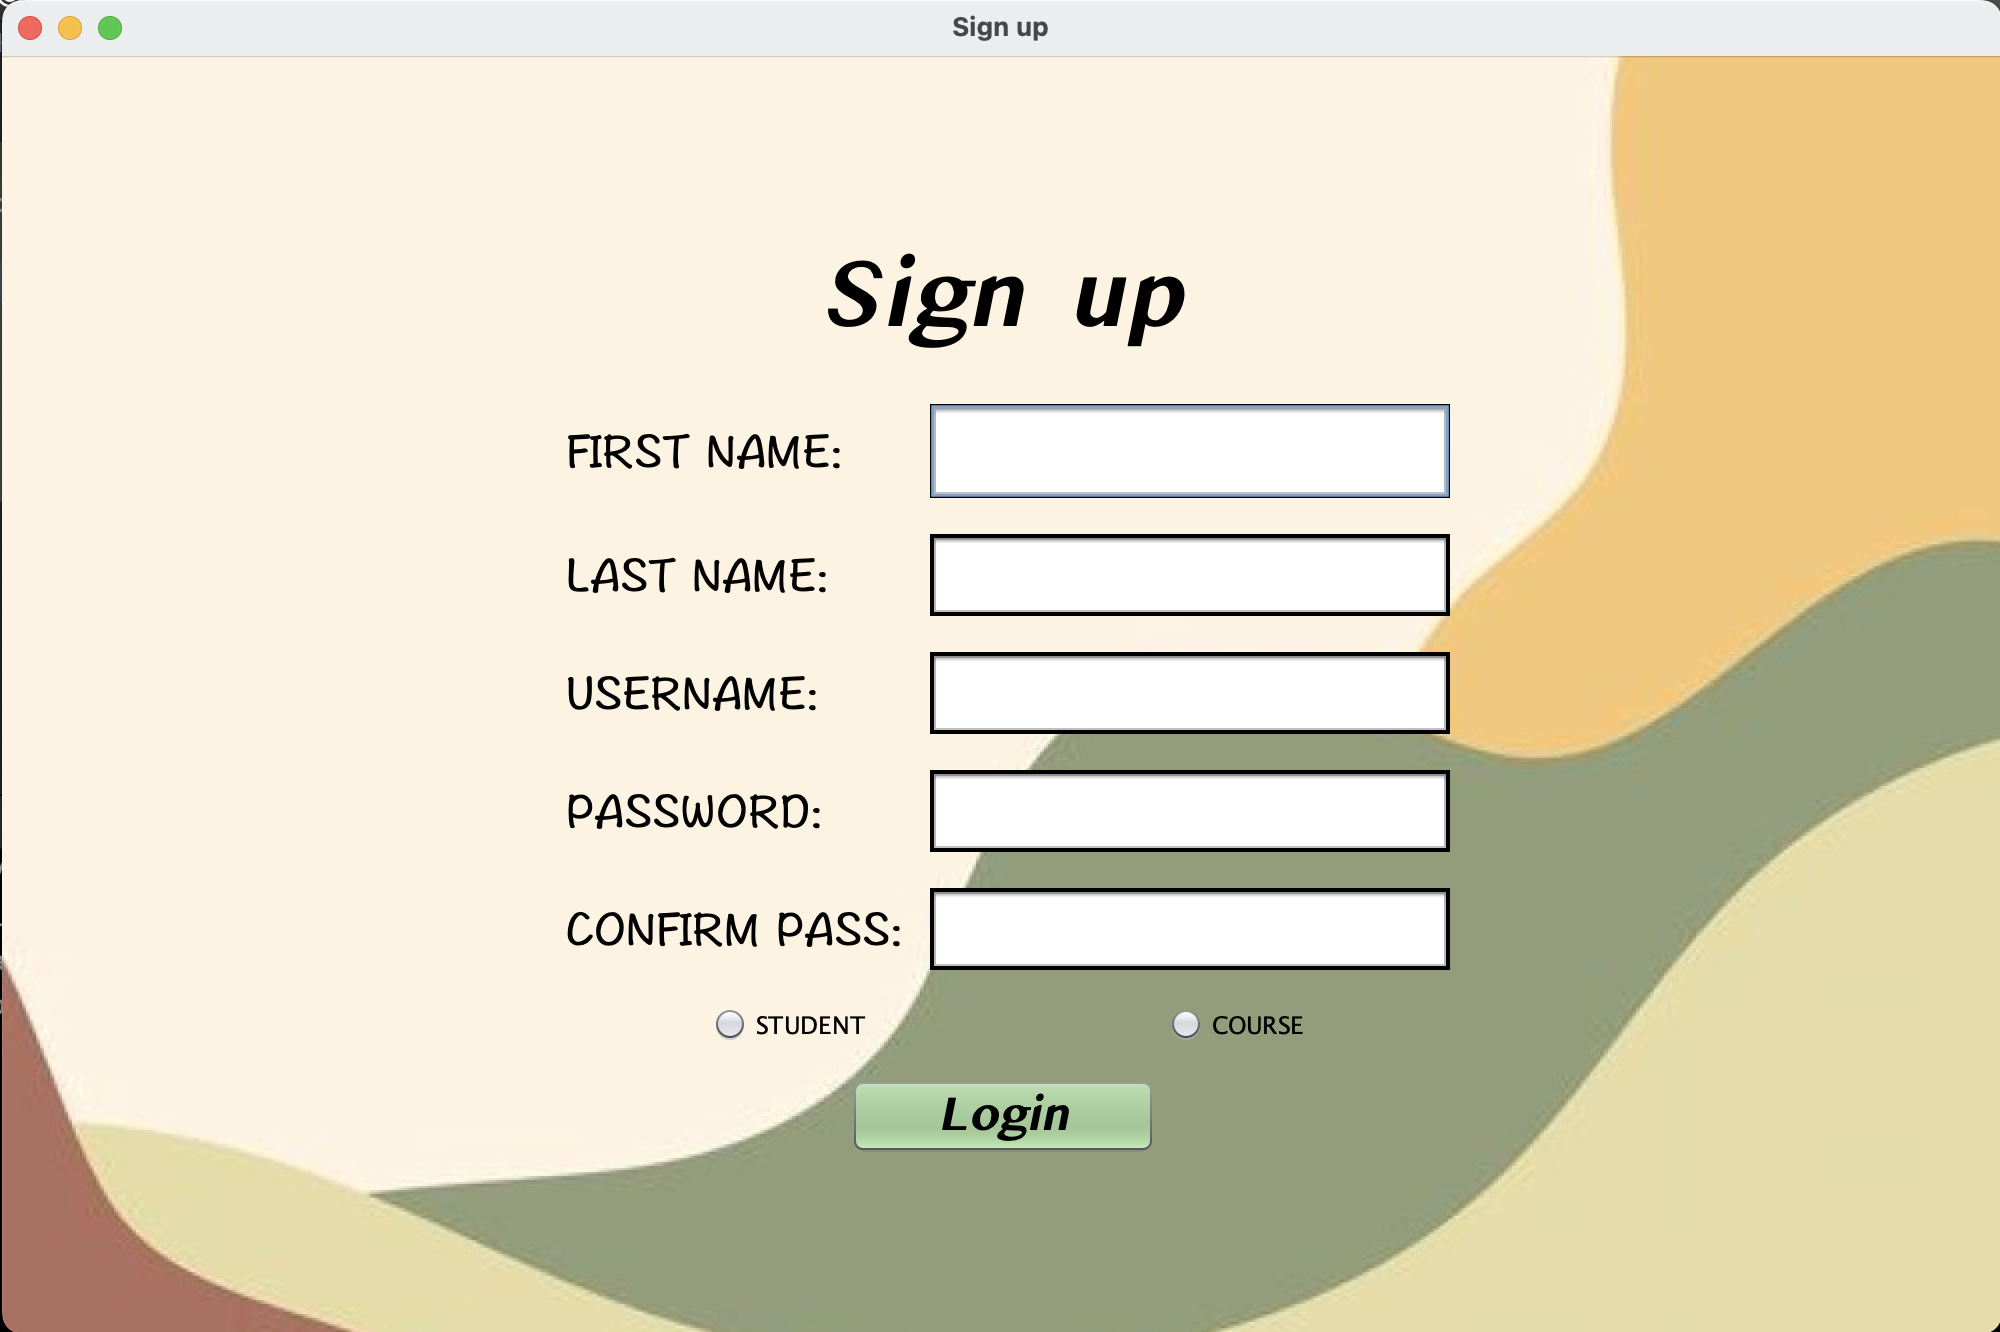 Sign up
Sign up
FIRST NAME:
LAST NAME:
USERNAME:
PASSWORD:
CONFIRM PASS:
STUDENT COURSE
Login